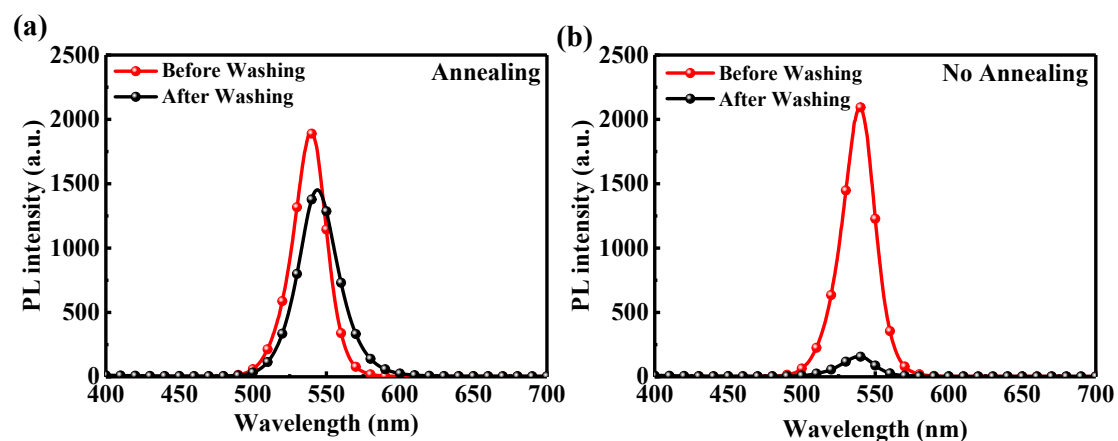 (a)
2500
2000
1500
1000
500
0
PL intensity (a.u.)
Before Washing
After Washing
Annealing
400 450 500 550 600 650 700
Wavelength (nm)
(b)
2500
2000
1500
1000
500
0
PL intensity (a.u.)
Before Washing
After Washing
No Annealing
400 450 500 550 600 650 700
Wavelength (nm)